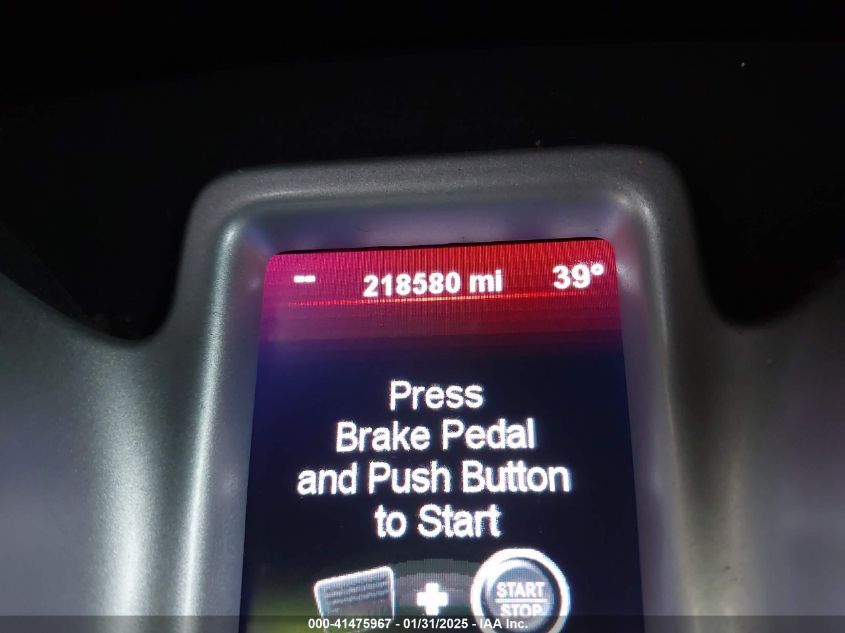 -- 218580 mi 39°
Press
Brake Pedal
and Push Button
to Start
START
STOP
000-41475967 - 01/31/2025 - IAA Inc.